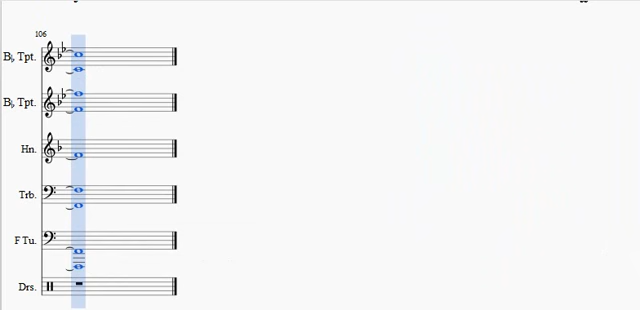 106
B♭ Tpt.
B♭ Tpt.
Hn.
Trb.
F Tu.
Drs.